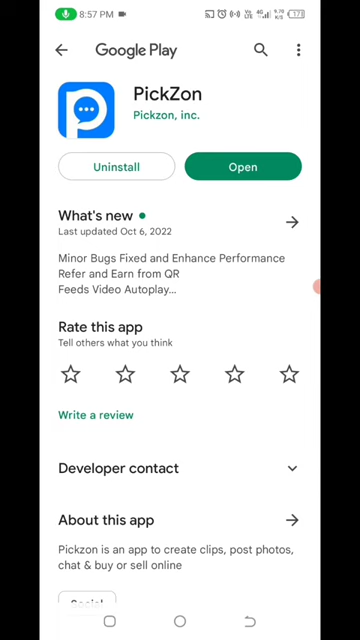 8:57 PM
Google Play
PickZon
Pickzon, inc.
Uninstall
Open
What's new
Last updated Oct 6, 2022
Minor Bugs Fixed and Enhance Performance
Refer and Earn from QR
Feeds Video Autoplay...
Rate this app
Tell others what you think
Write a review
Developer contact
About this app
Pickzon is an app to create clips, post photos,
chat & buy or sell online
Social